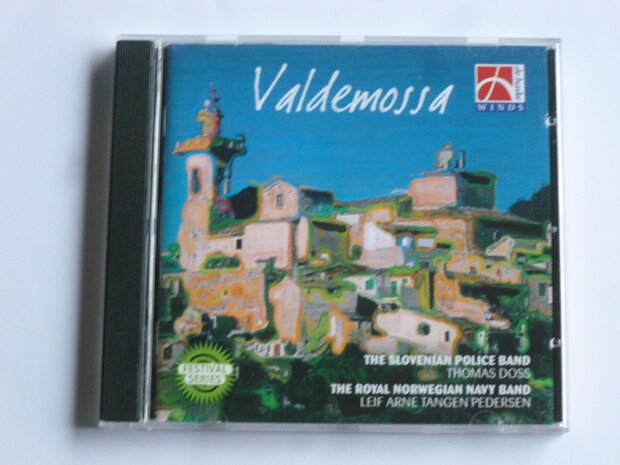 Valdemossa
de haske
WINDS
FESTIVAL
SERIES
THE SLOVENIAN POLICE BAND
THOMAS DOSS
THE ROYAL NORWEGIAN NAVY BAND
LEIF ARNE TANGEN PEDERSEN